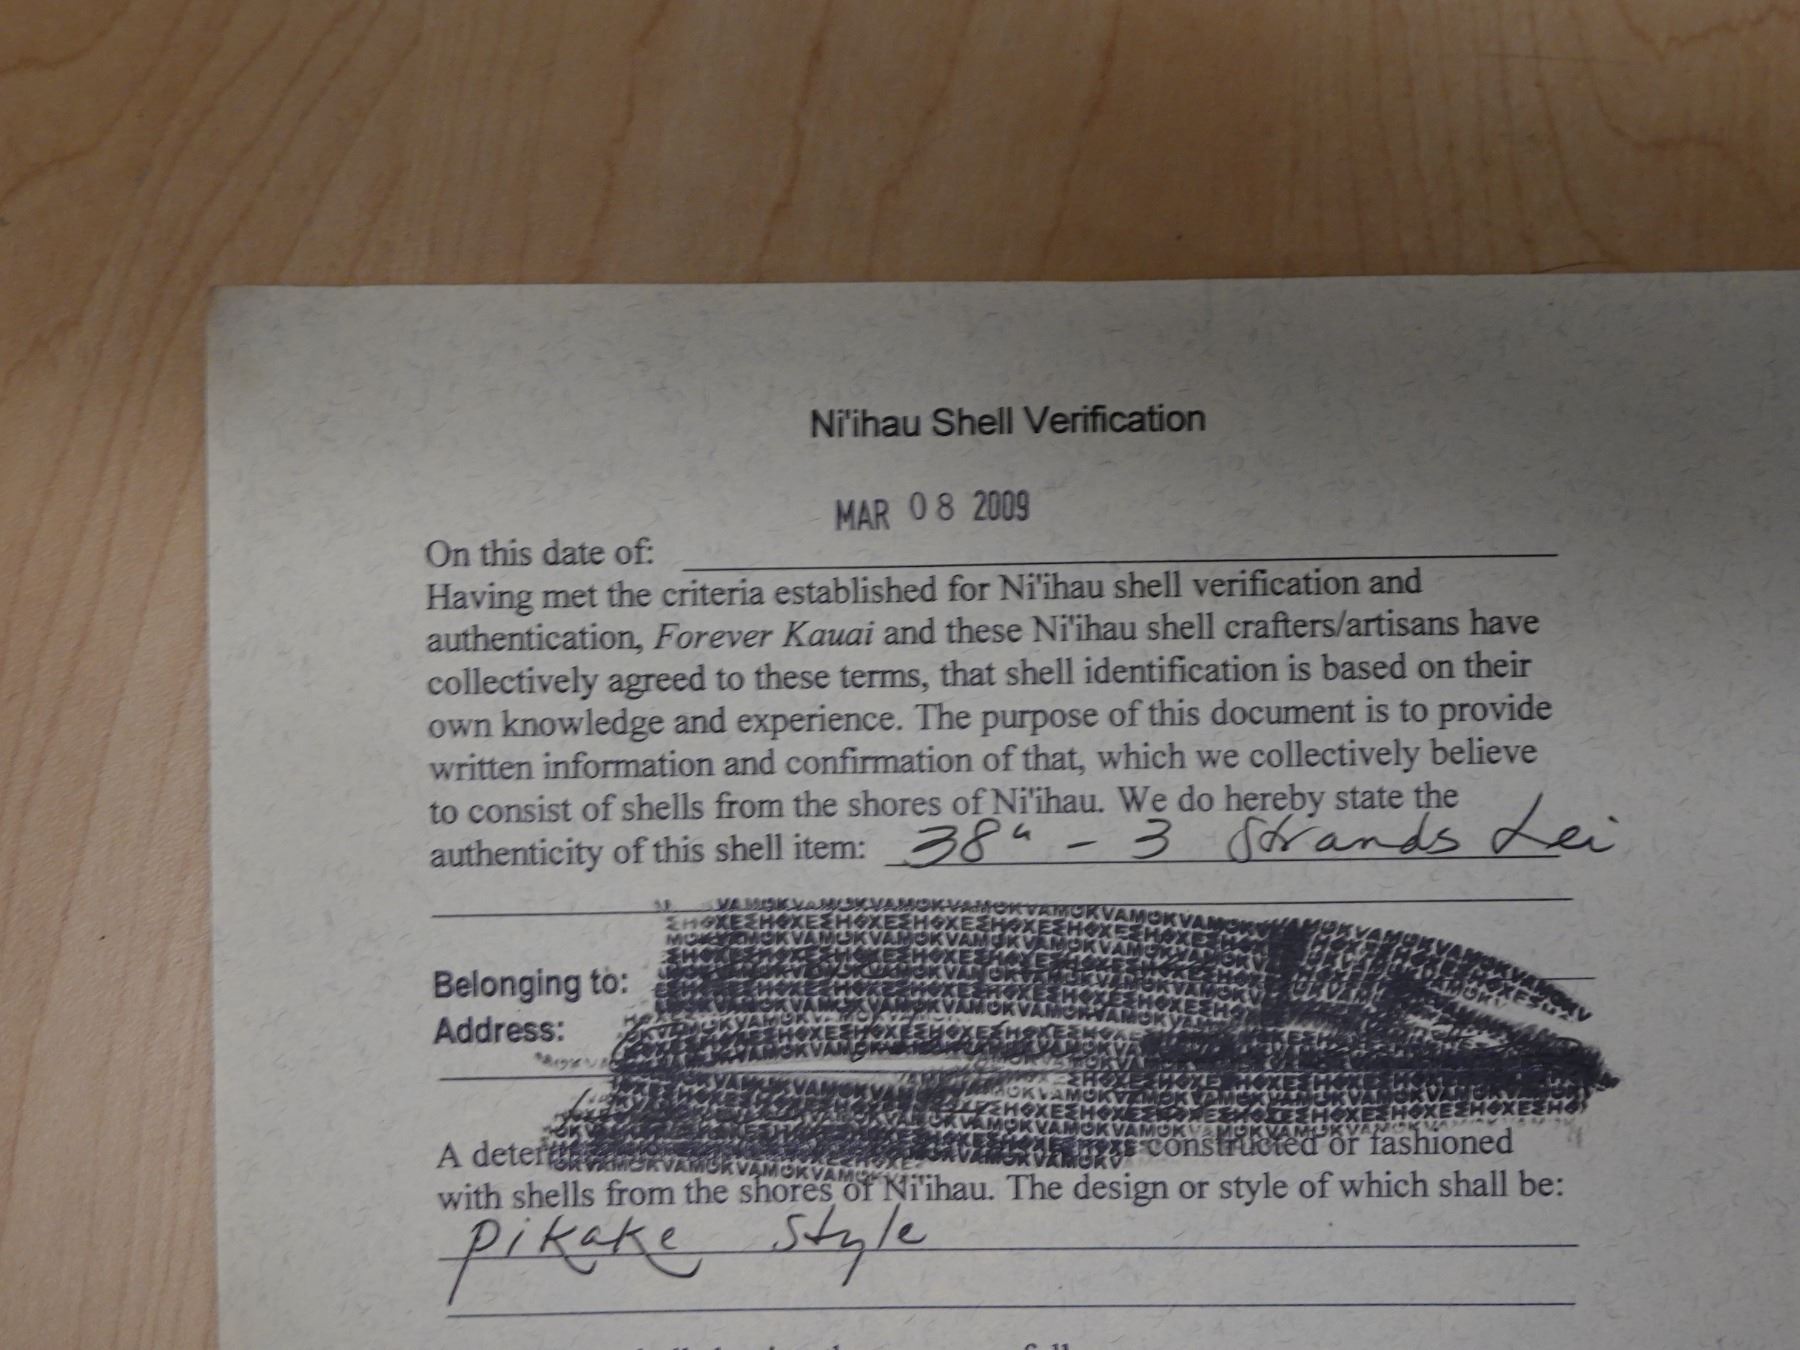 Ni'ihau Shell Verification
MAR 08 2009
On this date of:
Having met the criteria established for Ni'ihau shell verification and
authentication, Forever Kauai and these Ni'ihau shell crafters/artisans have
collectively agreed to these terms, that shell identification is based on their
own knowledge and experience. The purpose of this document is to provide
written information and confirmation of that, which we collectively believe
to consist of shells from the shores of Ni'ihau. We do hereby state the
authenticity of this shell item: 38" - 3 Strands Lei
Belonging to:
Address:
A constructed or fashioned
with shells from the shores of Ni'ihau. The design or style of which shall be:
Pikake Style